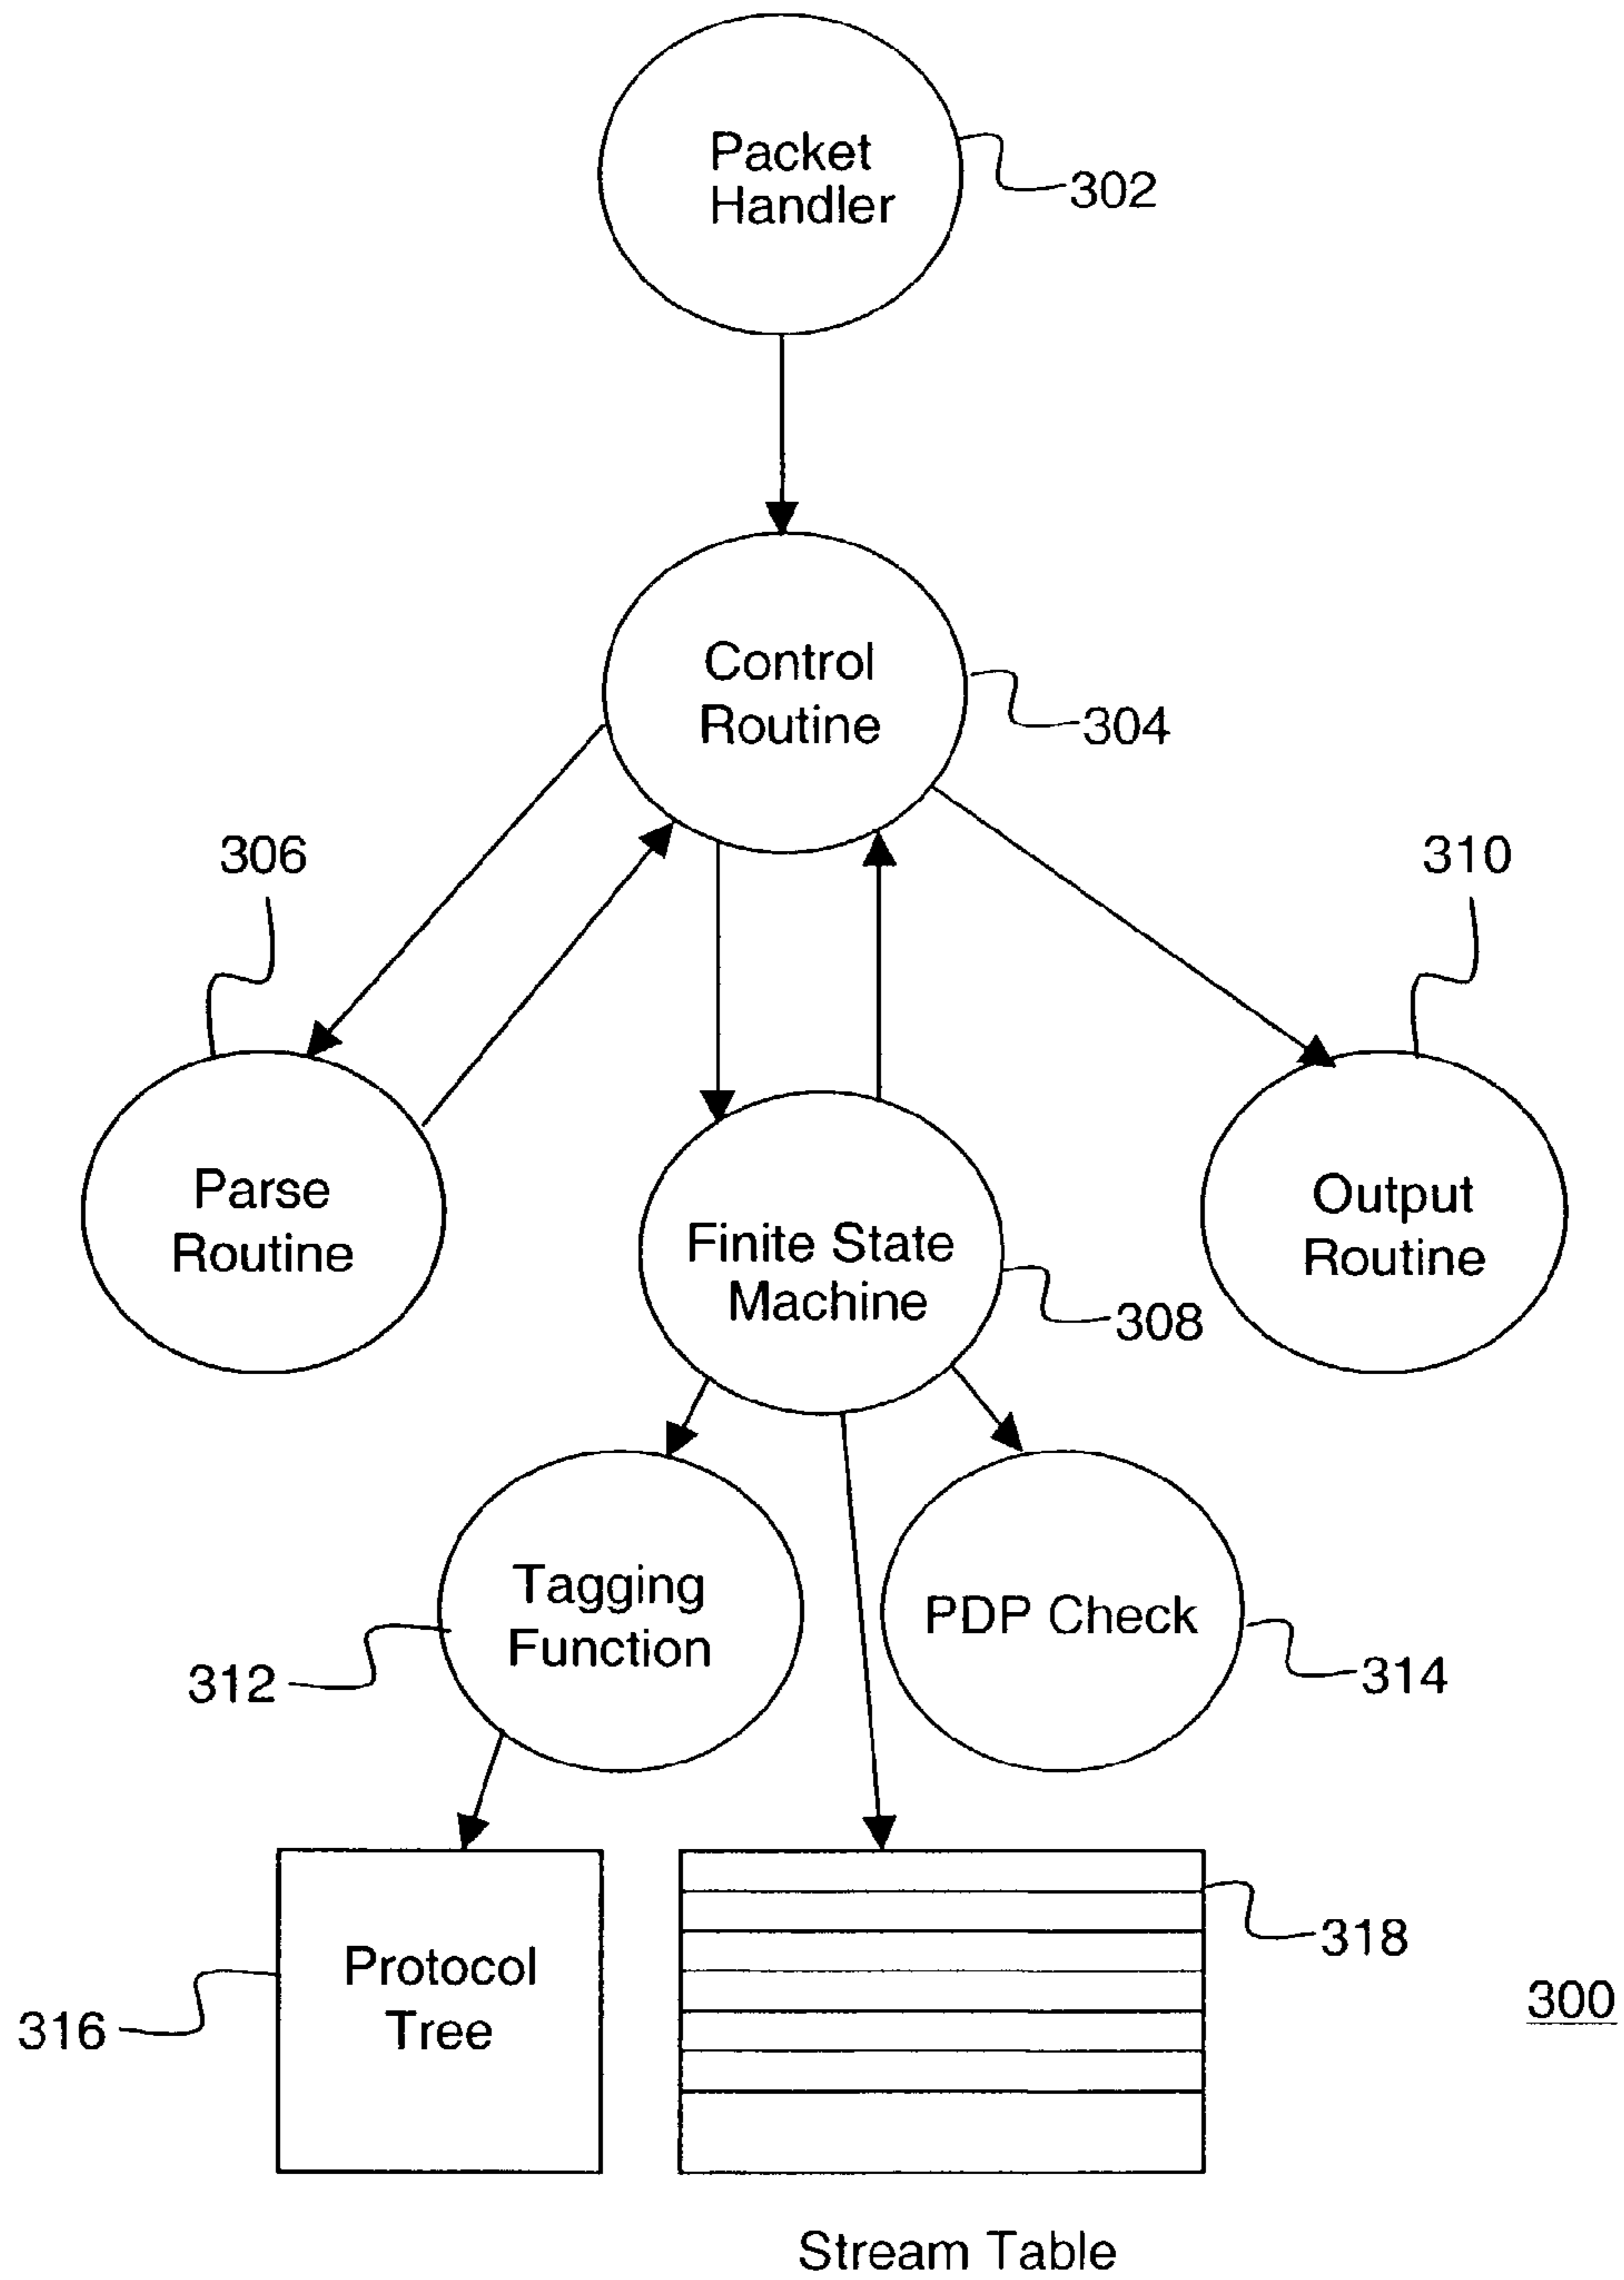 Packet
Handler
302
Control
Routine
304
306
310
Parse
Routine
Finite State
Machine
308
Output
Routine
Tagging
Function
312
PDP Check
314
Protocol
Tree
316
318
300
Stream Table